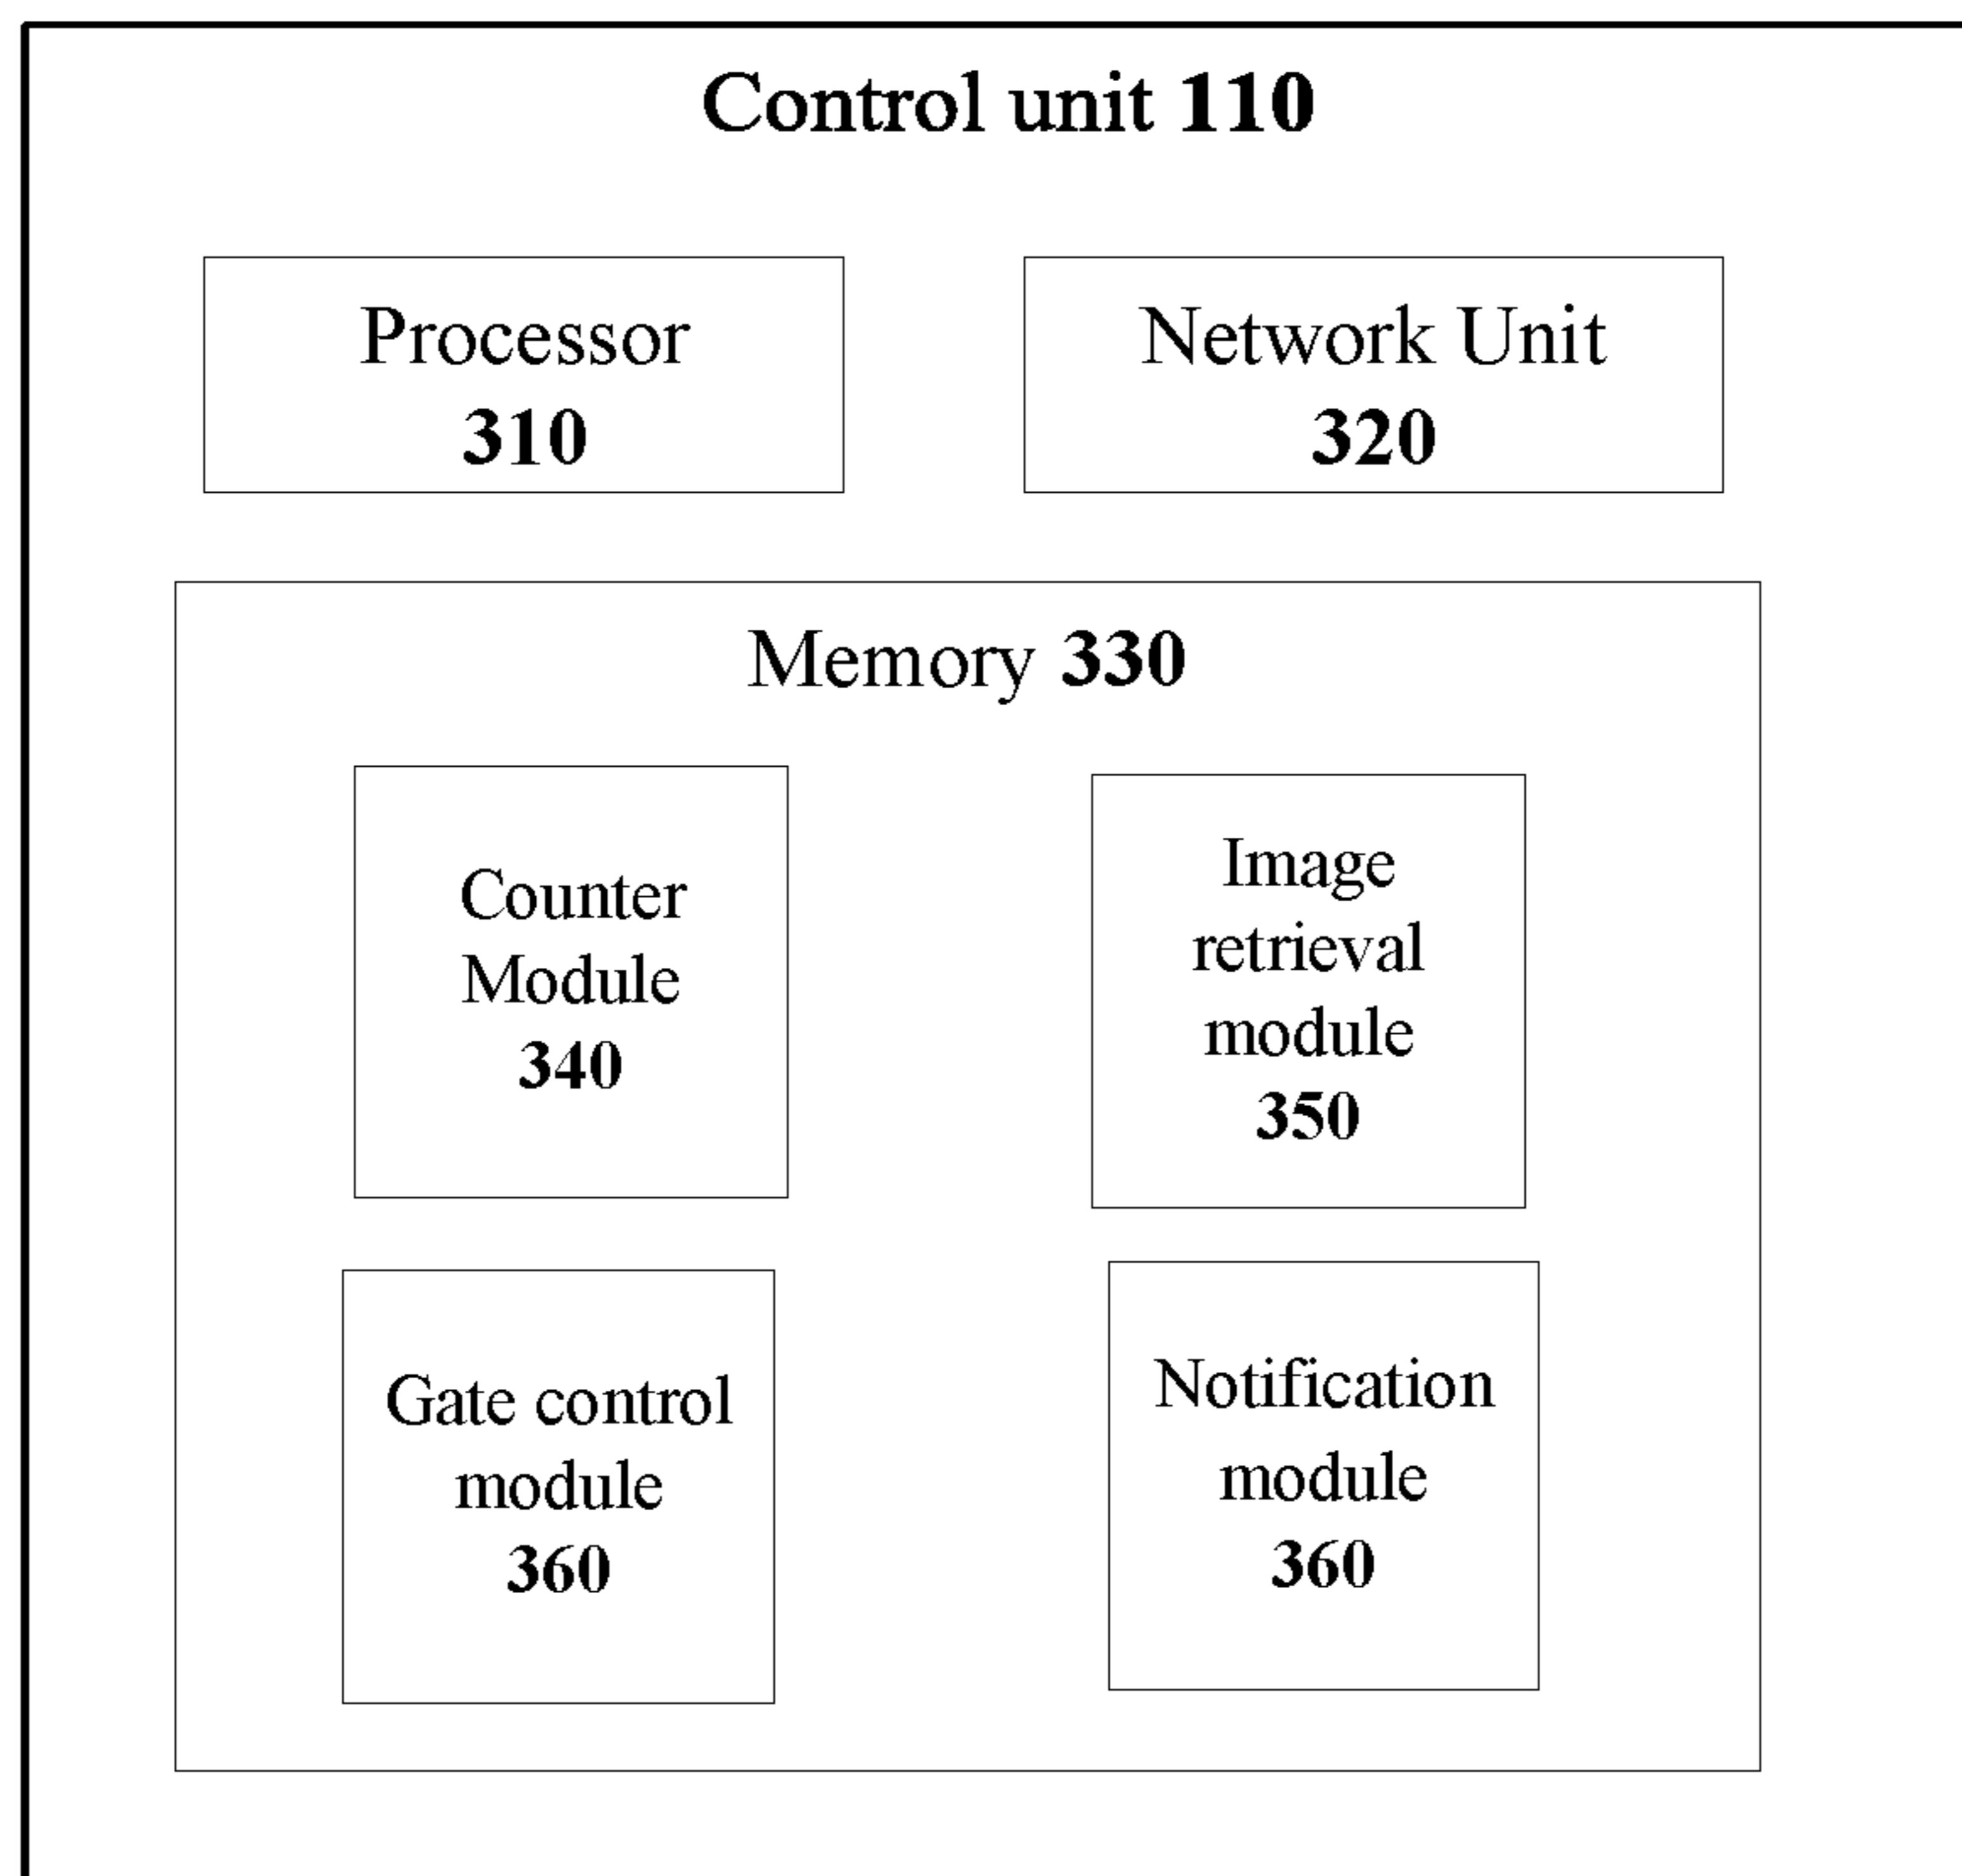 Control unit 110
Processor
310
Network Unit
320
Memory 330
Counter
Module
340
Image
retrieval
module
350
Gate control
module
360
Notification
module
360